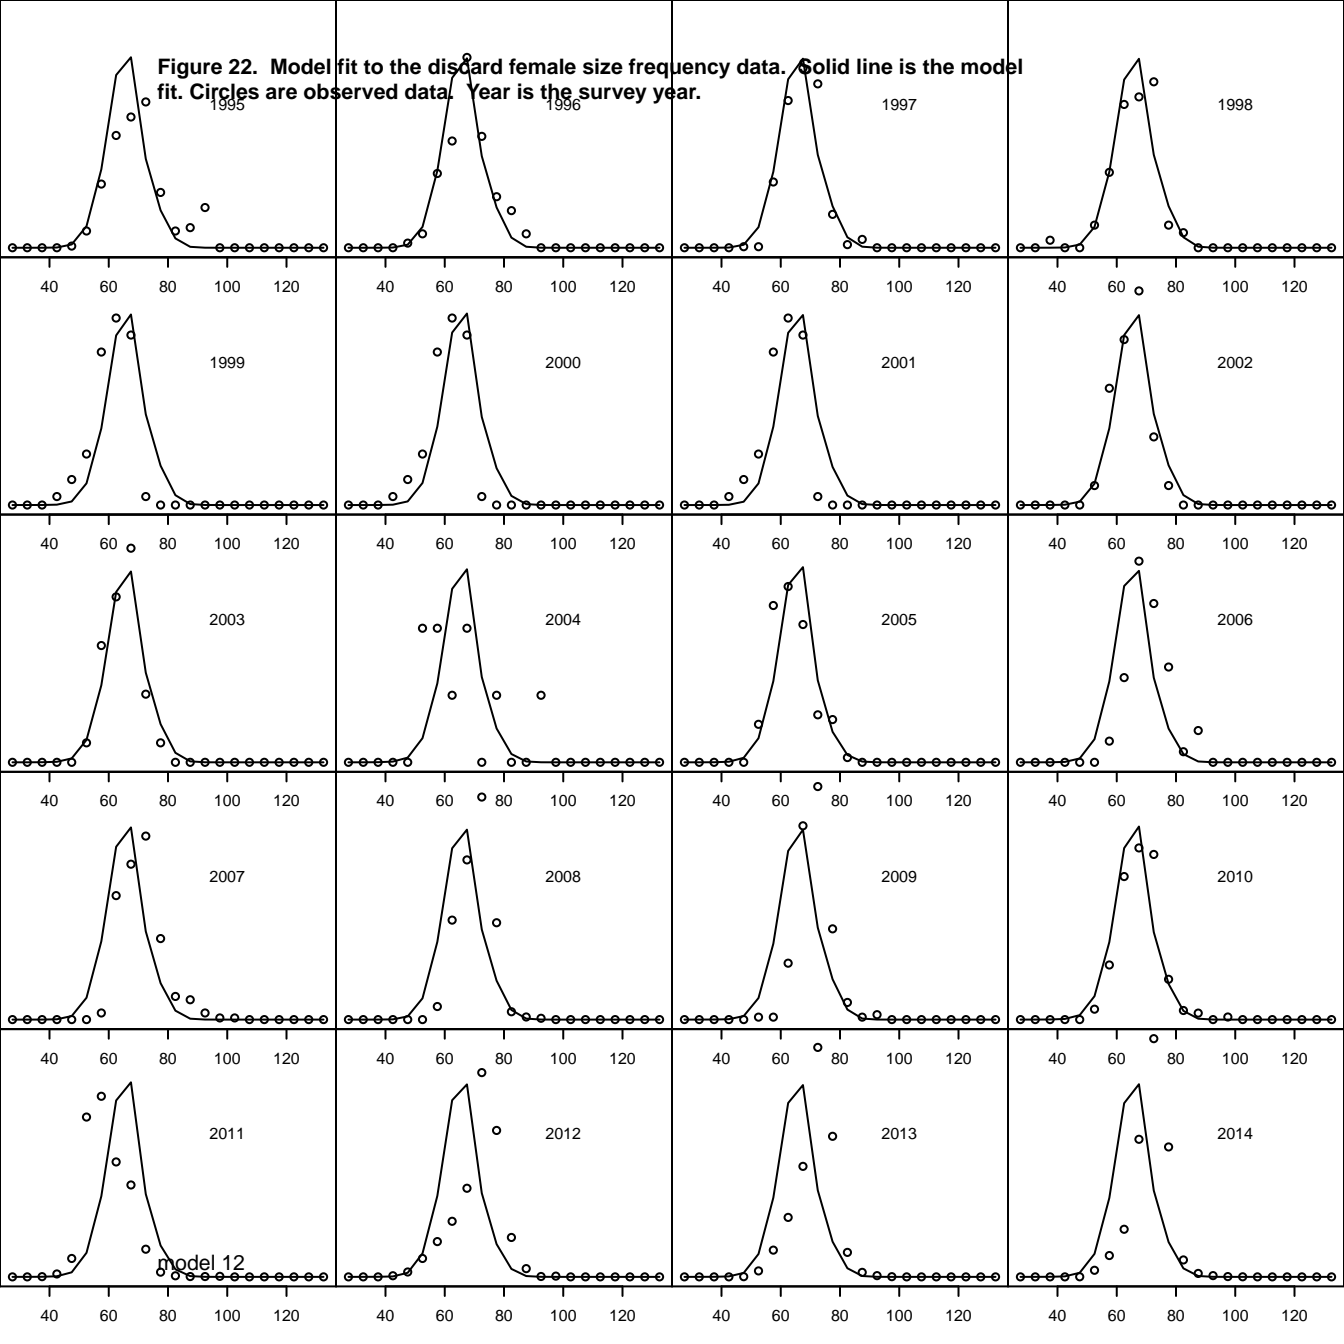 Figure 22.  Model fit to the discard female size frequency data.  Solid line is the model
fit. Circles are observed data.  Year is the survey year.
1995 1996 1997 1998
40 60 80 100 120 40 60 80 100 120 40 60 80 100 120 40 60 80 100 120
1999 2000 2001 2002
40 60 80 100 120 40 60 80 100 120 40 60 80 100 120 40 60 80 100 120
2003 2004 2005 2006
40 60 80 100 120 40 60 80 100 120 40 60 80 100 120 40 60 80 100 120
2007 2008 2009 2010
40 60 80 100 120 40 60 80 100 120 40 60 80 100 120 40 60 80 100 120
2011 2012 2013 2014
model 12
40 60 80 100 120 40 60 80 100 120 40 60 80 100 120 40 60 80 100 120